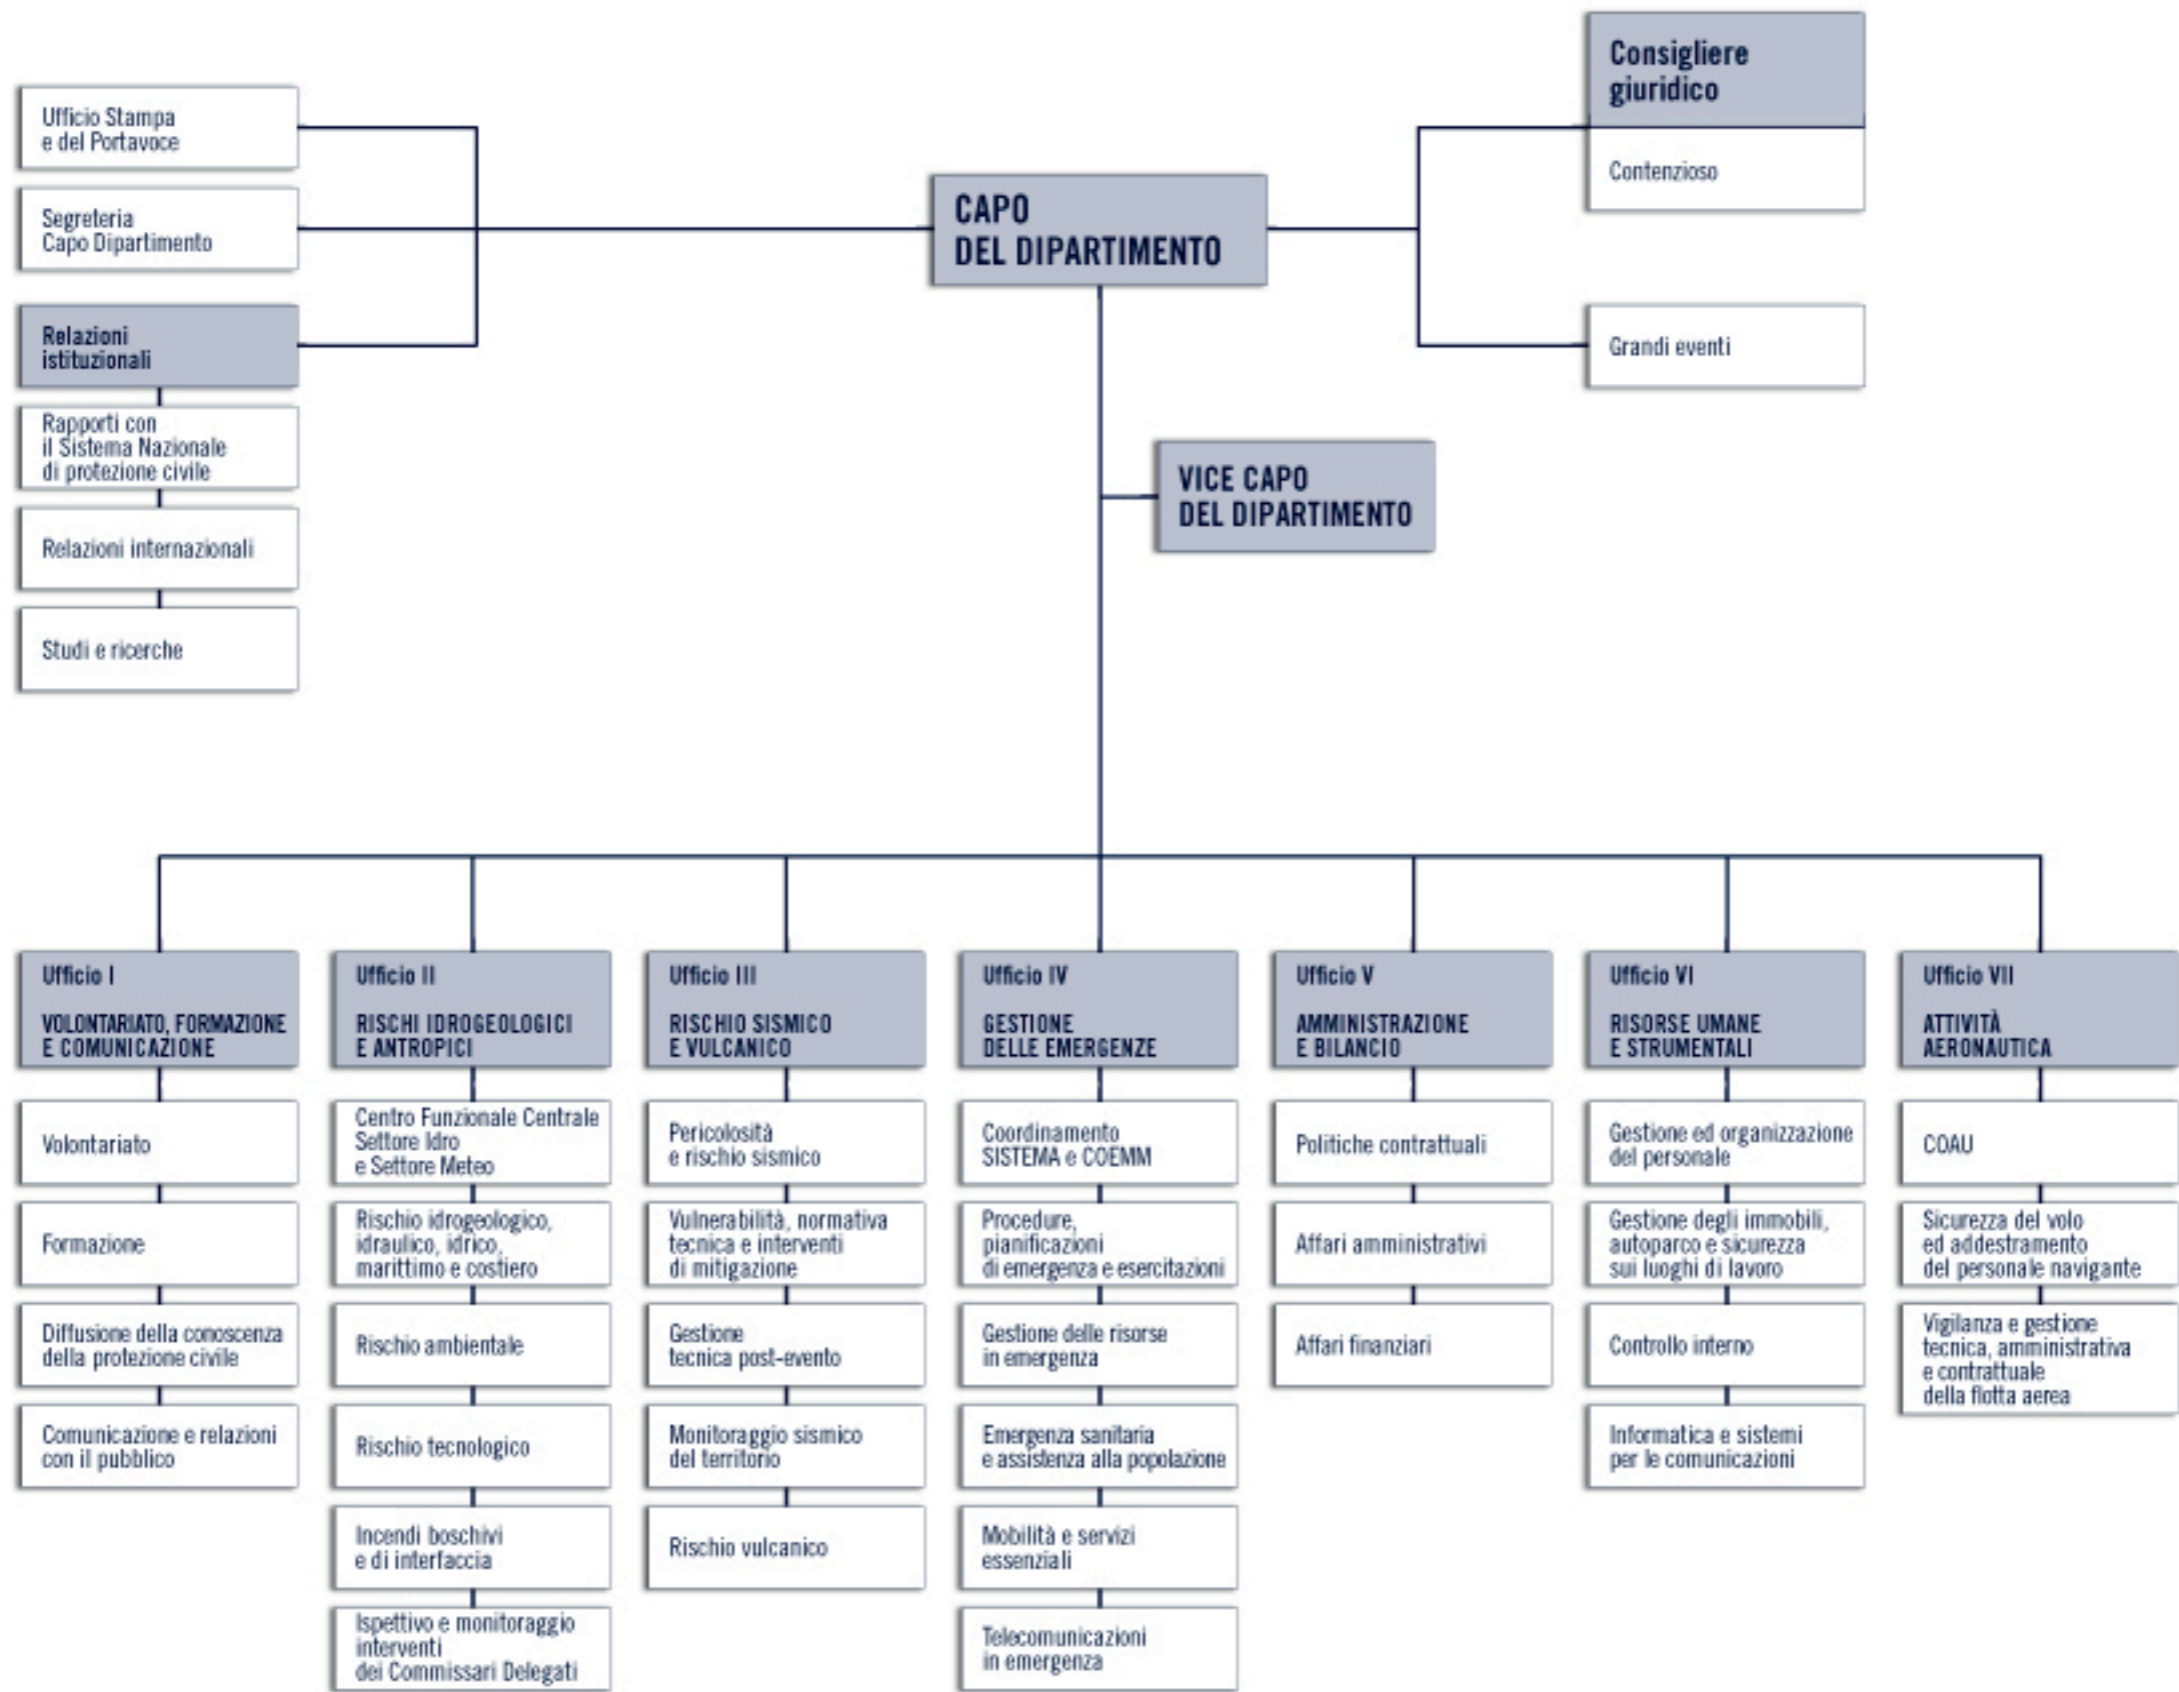 Consigliere
giuridico
Contenzioso
Ufficio Stampa
e del Portavoce
Segreteria
Capo Dipartimento
CAPO
DEL DIPARTIMENTO
Relazioni
istituzionali
Grandi eventi
Rapporti con
il Sistema Nazionale
di protezione civile
Relazioni internazionali
Studi e ricerche
VICE CAPO
DEL DIPARTIMENTO
Ufficio I
VOLONTARIATO, FORMAZIONE
E COMUNICAZIONE
Volontariato
Formazione
Diffusione della conoscenza
della protezione civile
Comunicazione e relazioni
con il pubblico
Ufficio II
RISCHI IDROGEOLOGICI
E ANTROPICI
Centro Funzionale Centrale
Settore Idro
e Settore Meteo
Rischio idrogeologico,
idraulico, idrico,
marittimo e costiero
Rischio ambientale
Rischio tecnologico
Incendi boschivi
e di interfaccia
Ispettivo e monitoraggio
interventi
dei Commissari Delegati
Ufficio III
RISCHIO SISMICO
E VULCANICO
Pericolosità
e rischio sismico
Vulnerabilità, normativa
tecnica e interventi
di mitigazione
Gestione
tecnica post-evento
Monitoraggio sismico
del territorio
Rischio vulcanico
Ufficio IV
GESTIONE
DELLE EMERGENZE
Coordinamento
SISTEMA e COEMM
Procedure,
pianificazioni
di emergenza e esercitazioni
Gestione delle risorse
in emergenza
Emergenza sanitaria
e assistenza alla popolazione
Mobilità e servizi
essenziali
Telecomunicazioni
in emergenza
Ufficio V
AMMINISTRAZIONE
E BILANCIO
Politiche contrattuali
Affari amministrativi
Affari finanziari
Ufficio VI
RISORSE UMANE
E STRUMENTALI
Gestione ed organizzazione
del personale
Gestione degli immobili,
autoparco e sicurezza
sui luoghi di lavoro
Controllo interno
Informatica e sistemi
per le comunicazioni
Ufficio VII
ATTIVITÀ
AERONAUTICA
COAU
Sicurezza del volo
ed addestramento
del personale navigante
Vigilanza e gestione
tecnica, amministrativa
e contrattuale
della flotta aerea